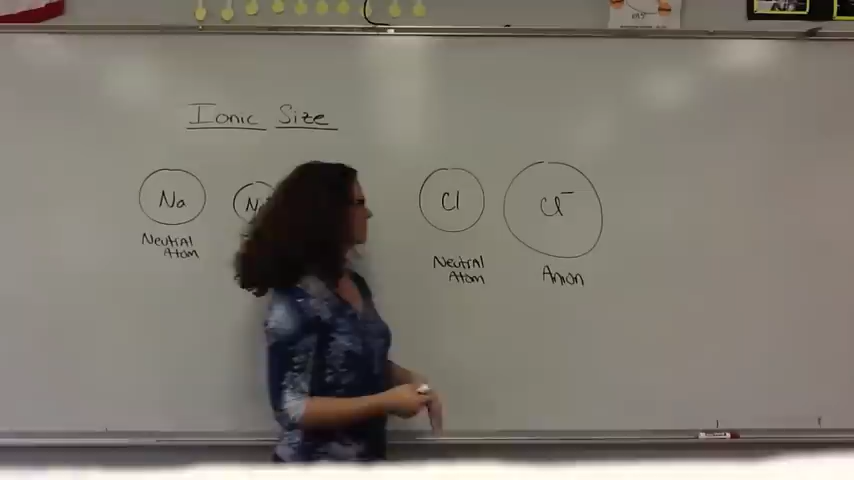 Ionic Size
Na
Cl
Cl⁻
Neutral
Atom
Neutral
Atom
Anion